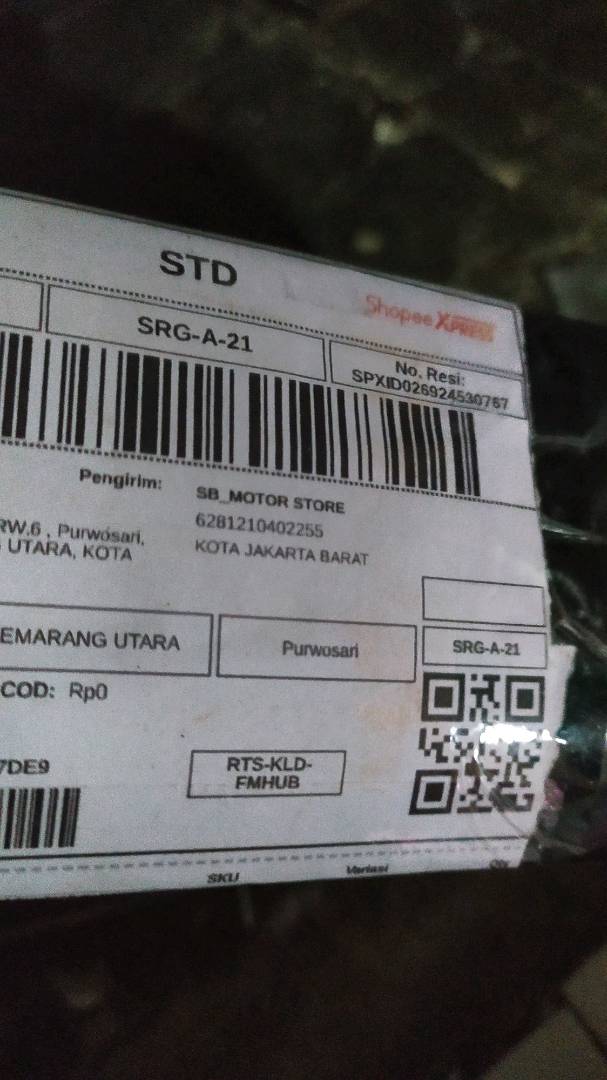 STD
Shopee XPRESS
SRG-A-21
No. Resi:
SPXID026924530767
Pengirim:
SB_MOTOR STORE
6281210402255
KOTA JAKARTA BARAT
RW.6 , Purwosari,
UTARA, KOTA
EMARANG UTARA
Purwosari
SRG-A-21
COD: Rp0
7DE9
RTS-KLD-
FMHUB
SKU
Variasi
Qty